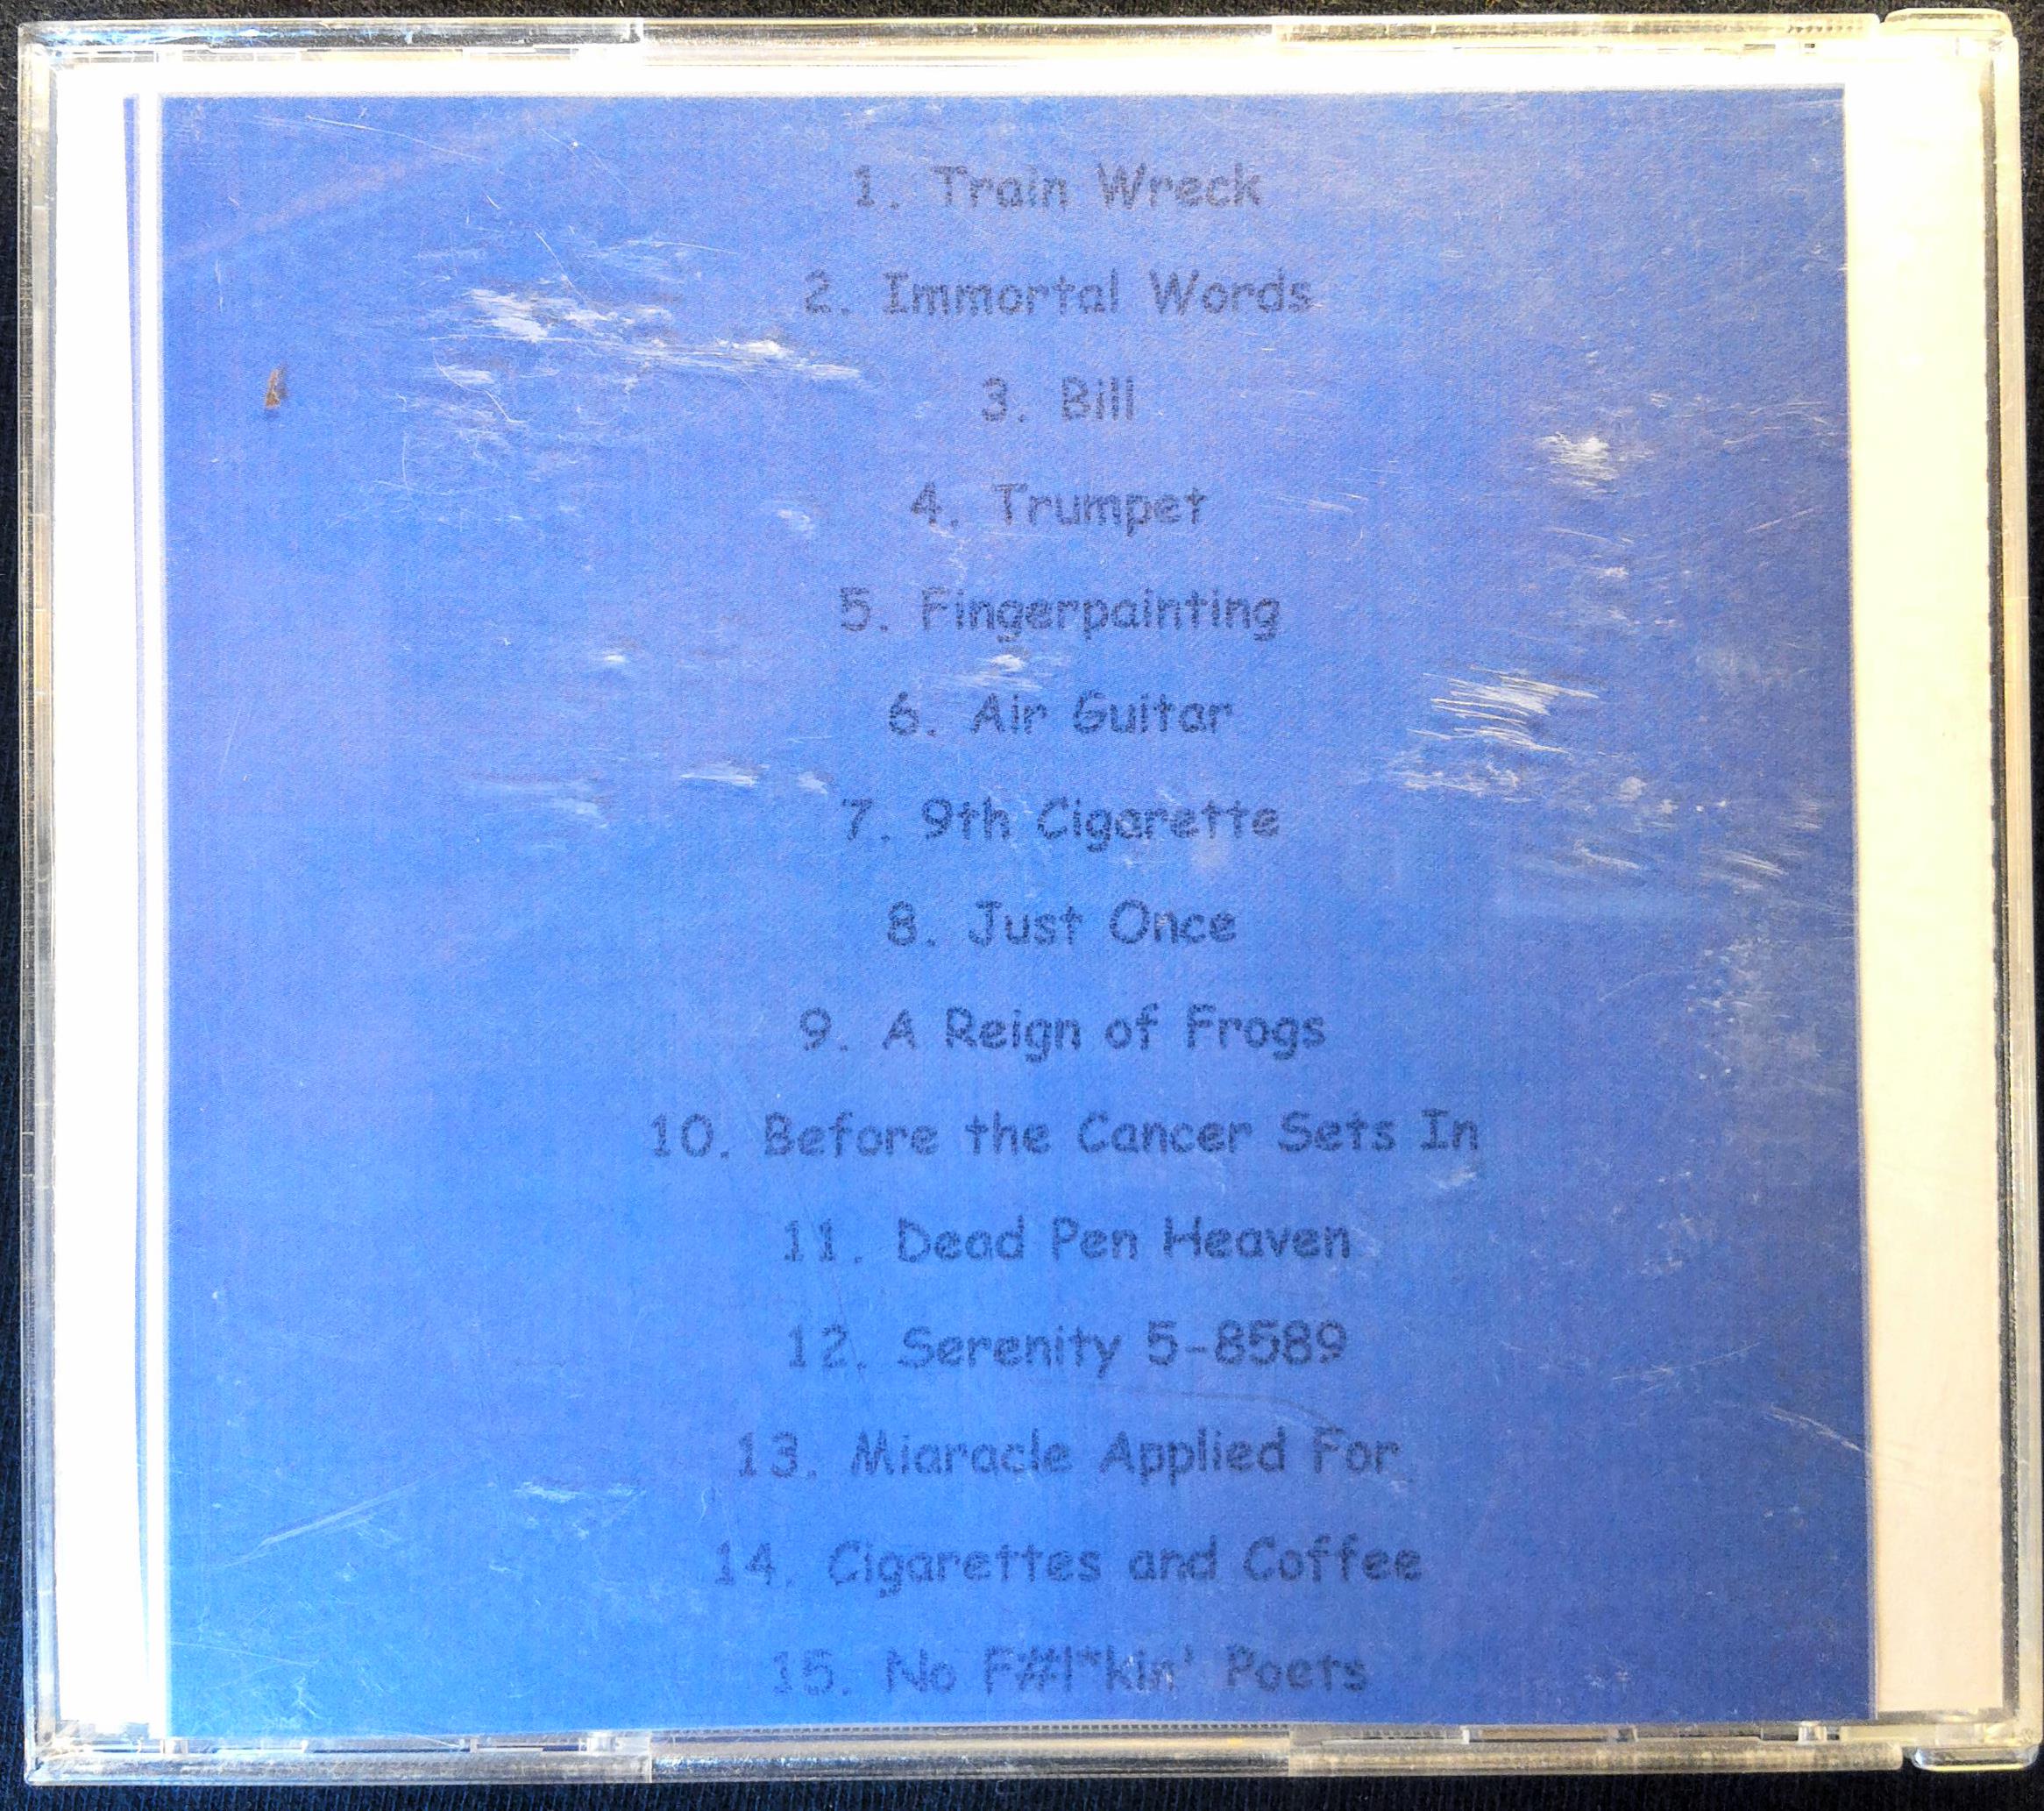 1. Train Wreck
2. Immortal Words
3. Bill
4. Trumpet
5. Fingerpainting
6. Air Guitar
7. 9th Cigarette
8. Just Once
9. A Reign of Frogs
10. Before the Cancer Sets In
11. Dead Pen Heaven
12. Serenity 5-8589
13. Miaracle Applied For
14. Cigarettes and Coffee
15. No F#!*kin' Poets